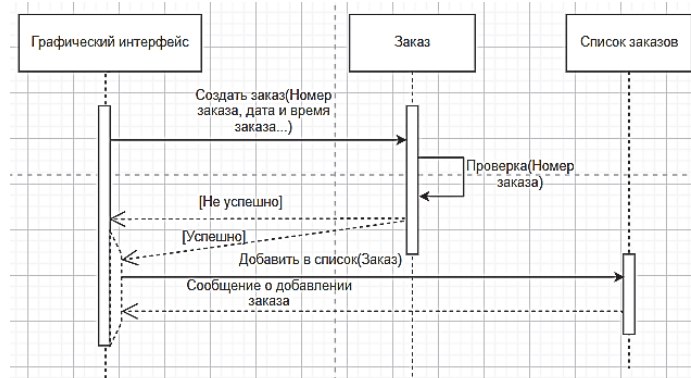 Графический интерфейс
Заказ
Список заказов
Создать заказ(Номер
заказа, дата и время
заказа...)
Проверка(Номер
заказа)
[Не успешно]
[Успешно]
Добавить в список(Заказ)
Сообщение о добавлении
заказа